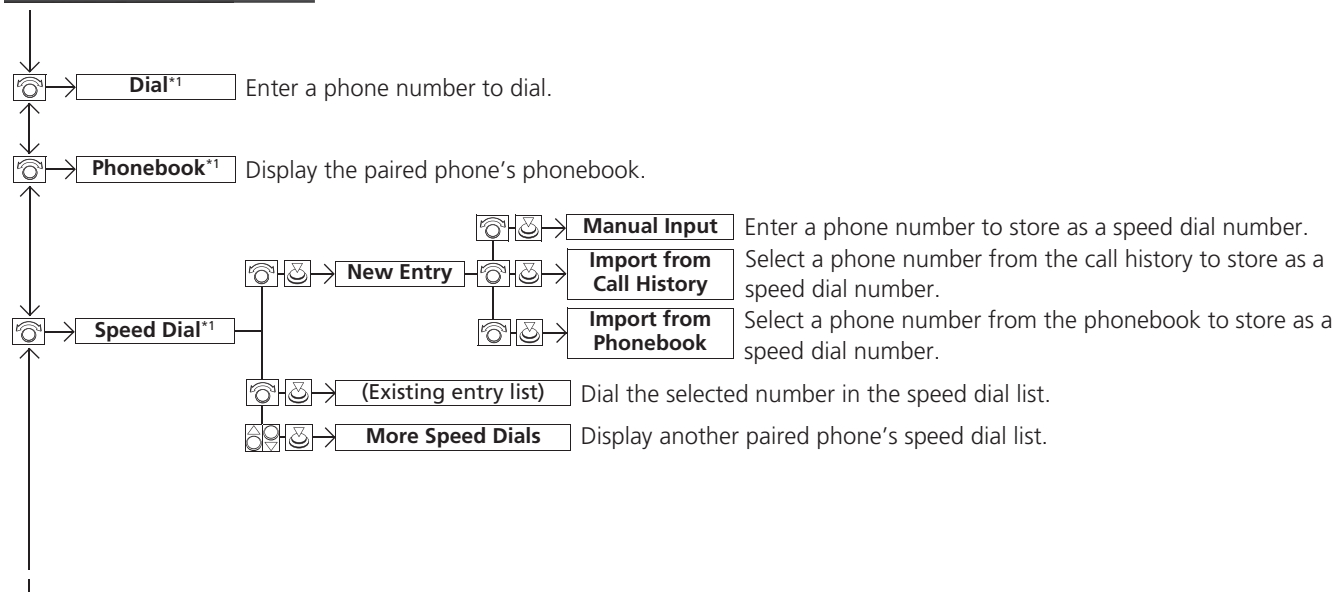 Dial*1 Enter a phone number to dial.
Phonebook*1 Display the paired phone’s phonebook.
Manual Input Enter a phone number to store as a speed dial number.
New Entry Import from Call History Select a phone number from the call history to store as a
speed dial number.
Speed Dial*1 Import from Phonebook Select a phone number from the phonebook to store as a
speed dial number.
(Existing entry list) Dial the selected number in the speed dial list.
More Speed Dials Display another paired phone’s speed dial list.